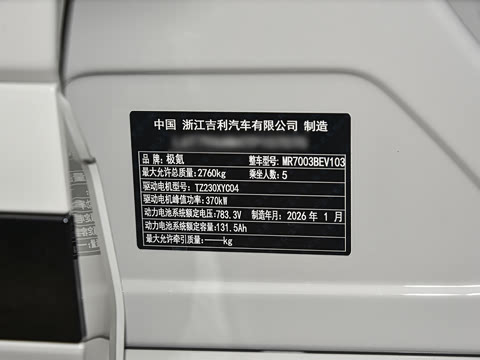 中国 浙江吉利汽车有限公司 制造
品牌:极氪 整车型号: MR7003BEV103
最大允许总质量:2760kg 乘坐人数:5
驱动电机型号:TZ230XYC04
驱动电机峰值功率:370kW
动力电池系统额定电压:783.3V 制造年月:2026 年 1 月
动力电池系统额定容量:131.5Ah
最大允许牵引质量:——kg